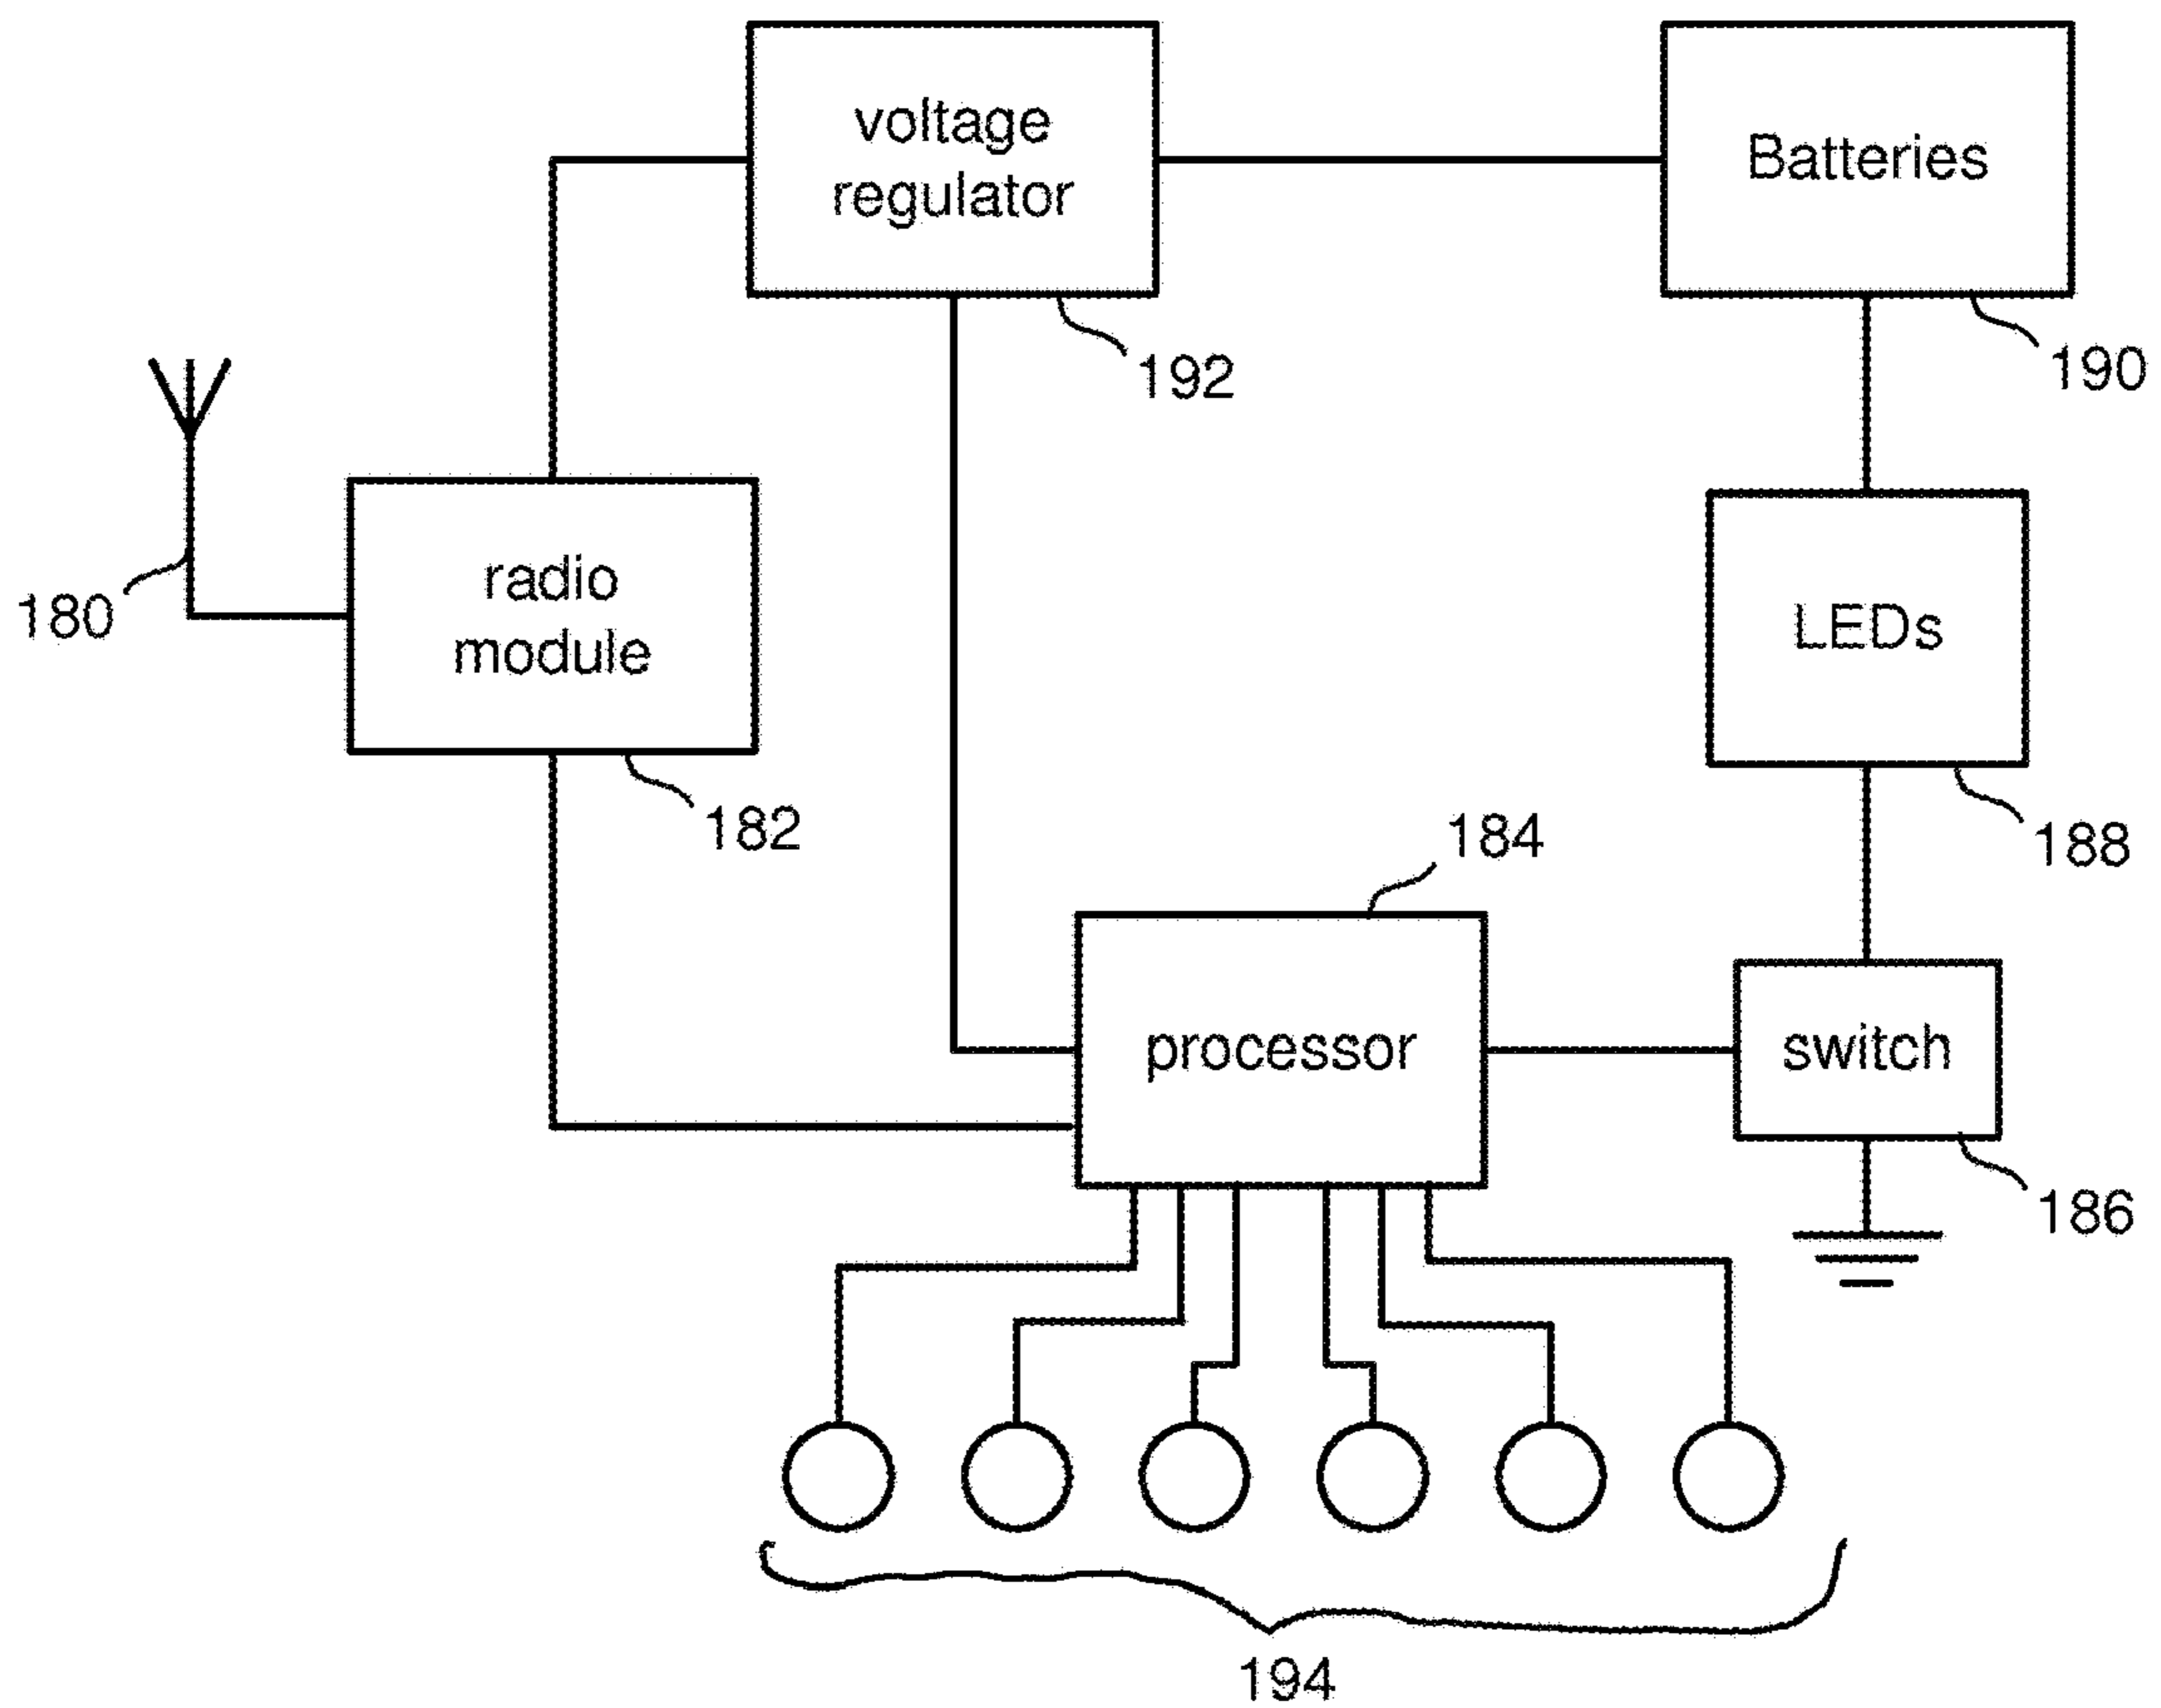 voltage
regulator
Batteries
192
190
radio
module
180
LEDs
182
184
188
processor
switch
186
194